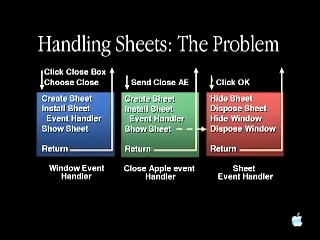 Handling Sheets: The Problem
Click Close Box
Choose Close
Create Sheet
Install Sheet
Event Handler
Show Sheet
Return
Window Event
Handler
Send Close AE
Create Sheet
Install Sheet
Event Handler
Show Sheet
Return
Close Apple event
Handler
Click OK
Hide Sheet
Dispose Sheet
Hide Window
Dispose Window
Return
Sheet
Event Handler